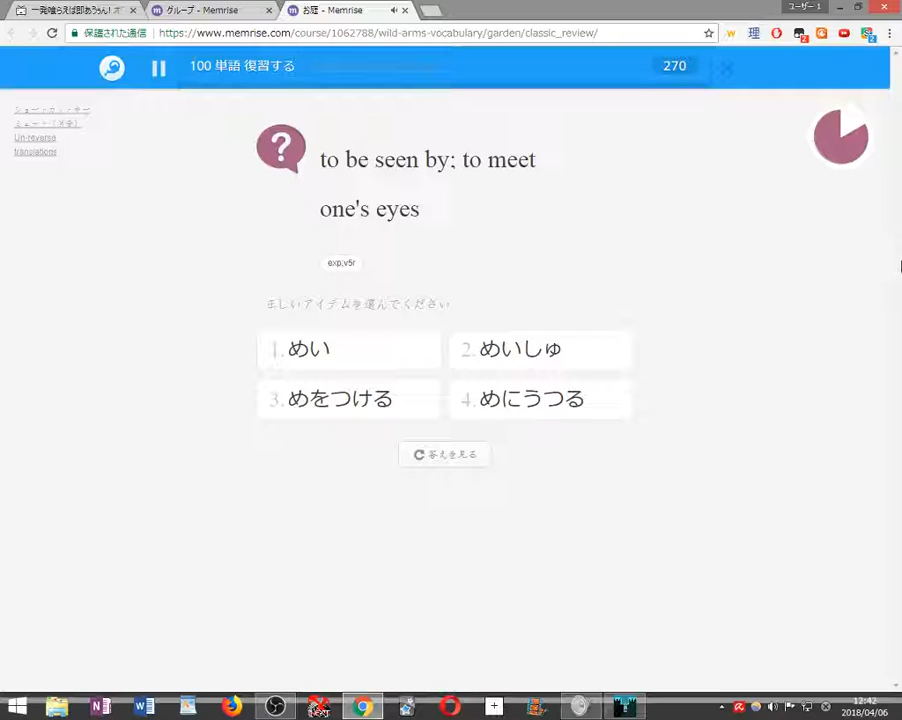 一発喰らえば即あうん!
グループ - Memrise
お庭 - Memrise
ユーザー 1
保護された通信
https://www.memrise.com/course/1062788/wild-arms-vocabulary/garden/classic_review/
100 単語 復習する
270
Un-reverse
translations
to be seen by; to meet
one's eyes
exp;v5r
正しいアイテムを選んでください
1. めい
2. めいしゅ
3. めをつける
4. めにうつる
答えを見る
12:42
2018/04/06